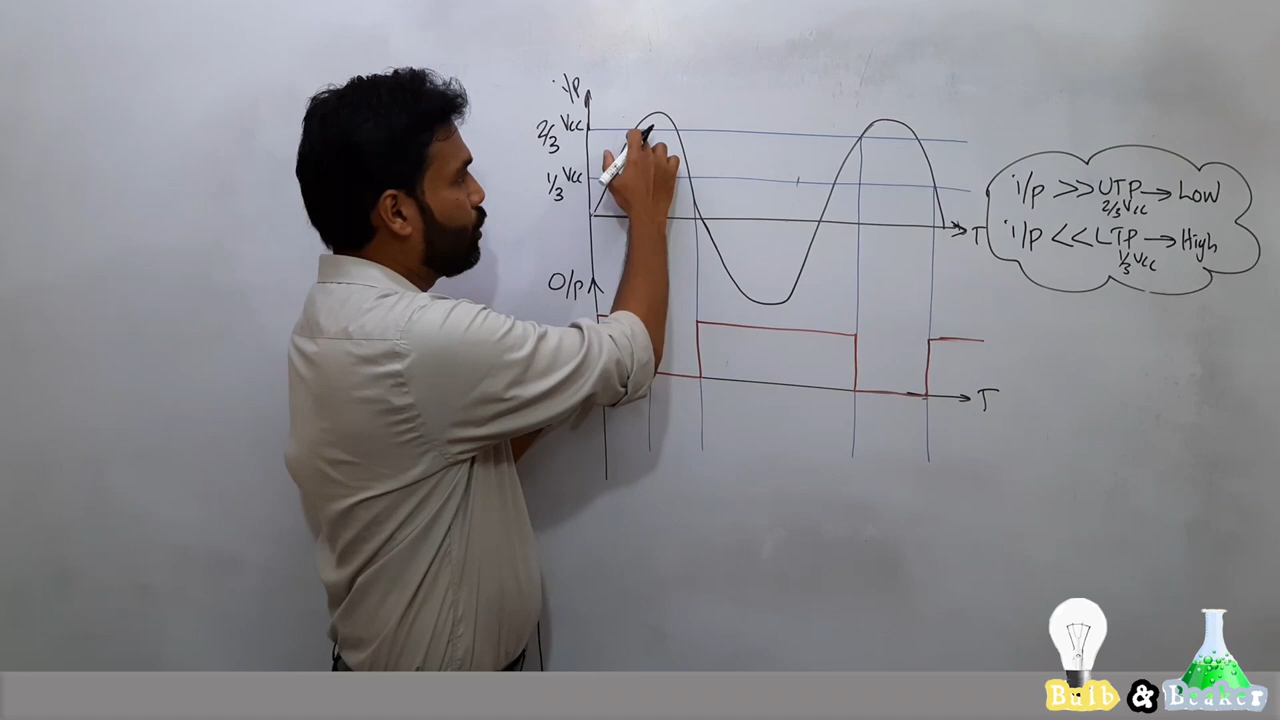 i/p
2/3 Vcc
1/3 Vcc
T
O/p
T
i/p >> UTP → Low
2/3 Vcc
i/p << LTP → High
1/3 Vcc
Bulb & Beaker